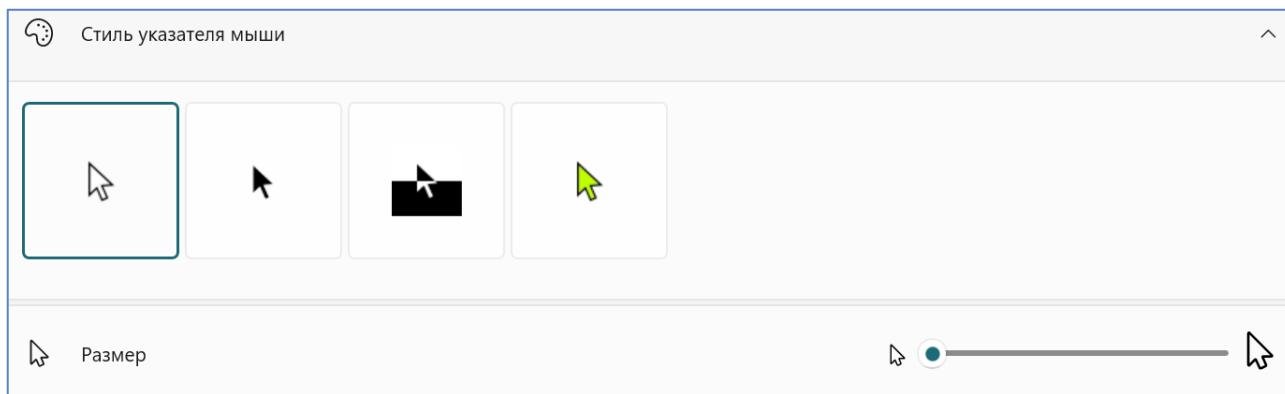 Стиль указателя мыши
Размер